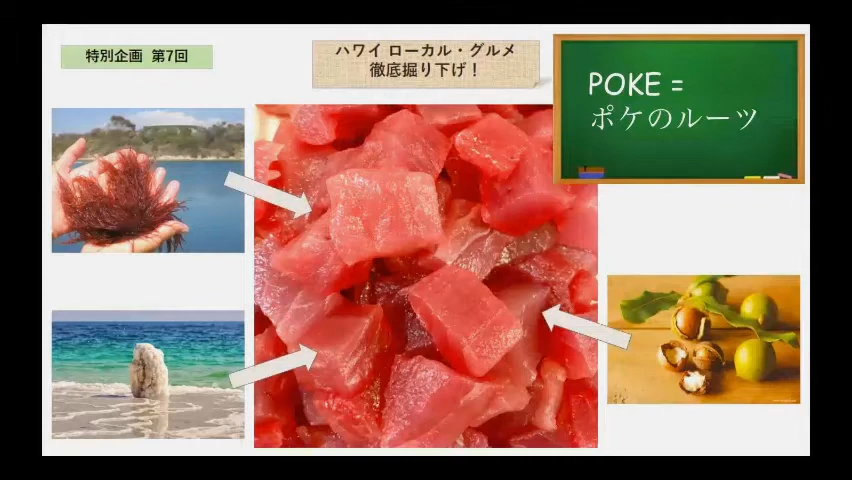 特別企画 第7回
ハワイ ローカル・グルメ
徹底掘り下げ！
POKE =
ポケのルーツ